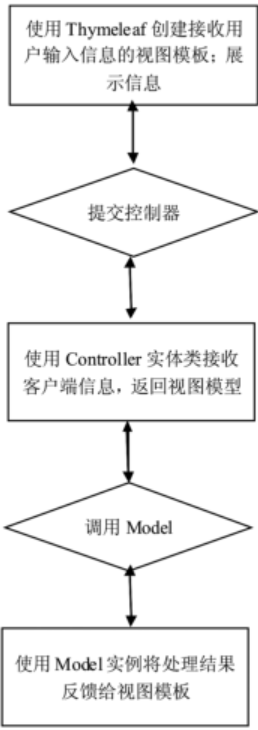 使用 Thymeleaf 创建接收用
户输入信息的视图模板；展
示信息
提交控制器
使用 Controller 实体类接收
客户端信息，返回视图模型
调用 Model
使用 Model 实例将处理结果
反馈给视图模板